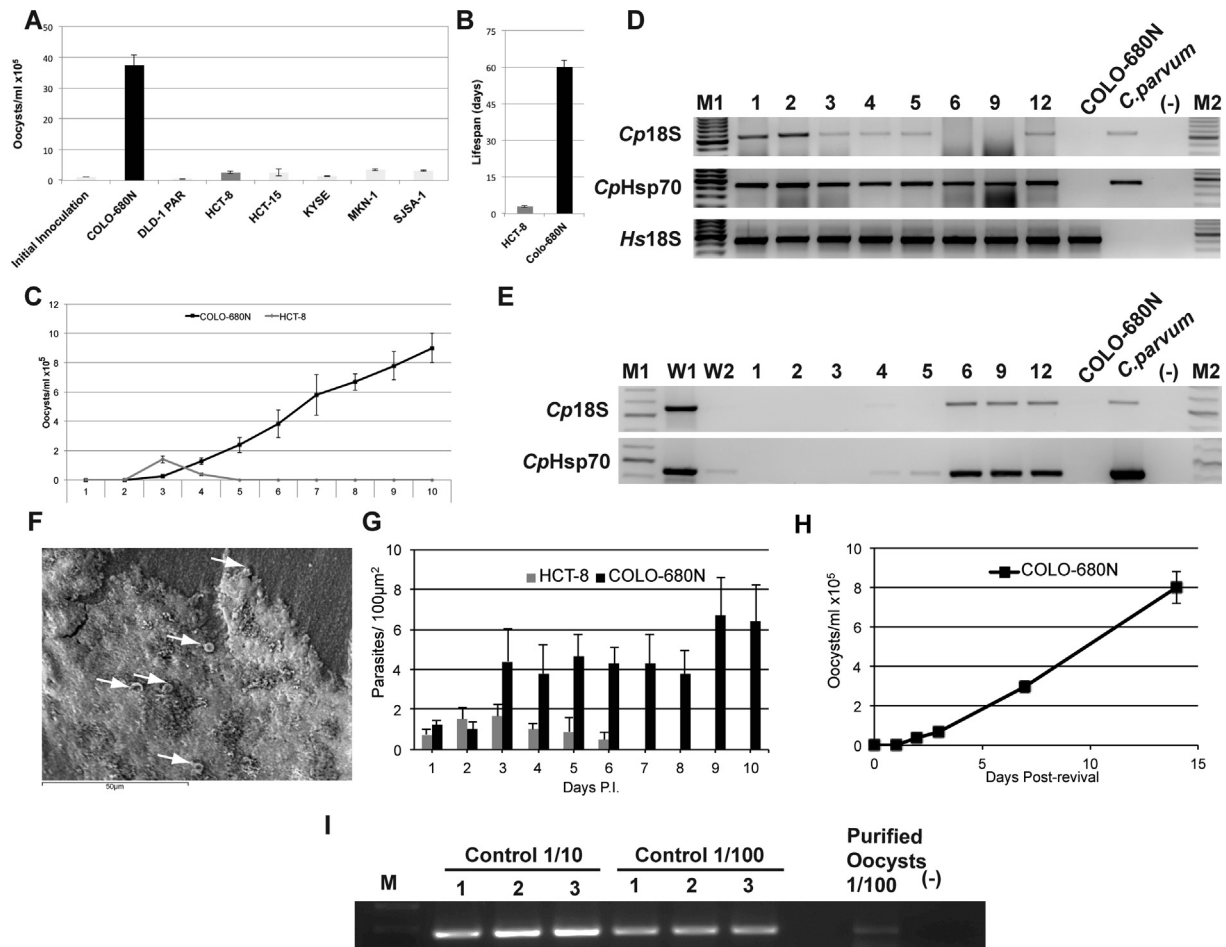 A
Oocysts/ml x10⁵
50
40
30
20
10
0
Initial Innoculation
COLO-680N
DLD-1 PAR
HCT-8
HCT-15
KYSE
MKN-1
SJSA-1
B
Lifespan (days)
75
60
45
30
15
0
HCT-8
Colo-680N
C
COLO-680N
HCT-8
Oocysts/ml x10⁵
12
10
8
6
4
2
0
1 2 3 4 5 6 7 8 9 10
D
M1 1 2 3 4 5 6 9 12 COLO-680N C.parvum (-) M2
Cp18S
CpHsp70
Hs18S
E
M1 W1 W2 1 2 3 4 5 6 9 12 COLO-680N C.parvum (-) M2
Cp18S
CpHsp70
F
50µm
G
HCT-8 COLO-680N
Parasites/ 100µm²
10
8
6
4
2
0
1 2 3 4 5 6 7 8 9 10
Days P.I.
H
COLO-680N
Oocysts/ml x10⁵
10
8
6
4
2
0
0 5 10 15
Days Post-revival
I
Control 1/10 Control 1/100 Purified
Oocysts
1/100
M 1 2 3 1 2 3 (-)